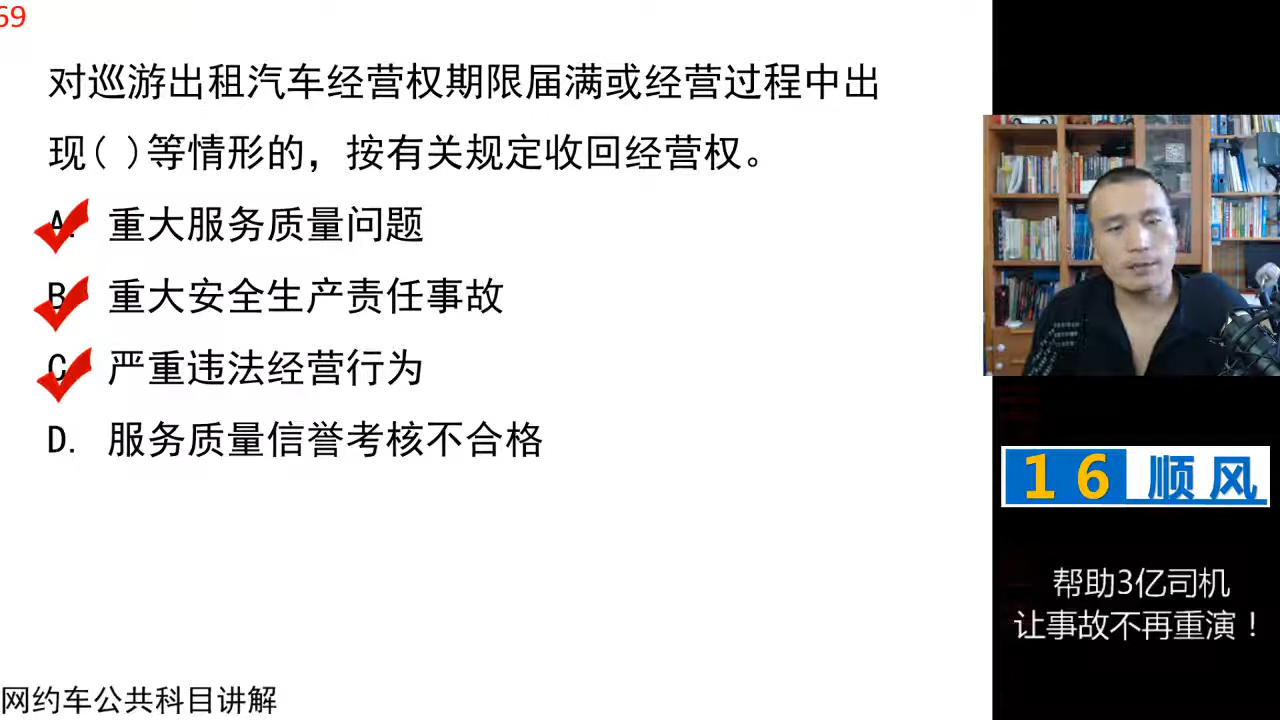 59
对巡游出租汽车经营权期限届满或经营过程中出
现( )等情形的，按有关规定收回经营权。
A. 重大服务质量问题
B. 重大安全生产责任事故
C. 严重违法经营行为
D. 服务质量信誉考核不合格
16顺风
帮助3亿司机
让事故不再重演！
网约车公共科目讲解